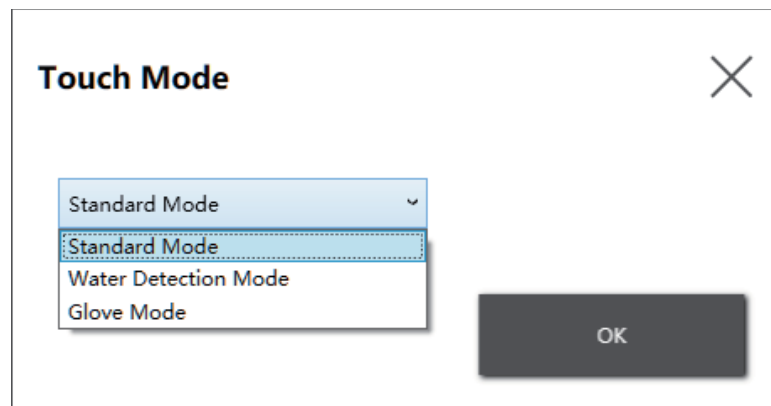 Touch Mode
Standard Mode
Standard Mode
Water Detection Mode
Glove Mode
OK